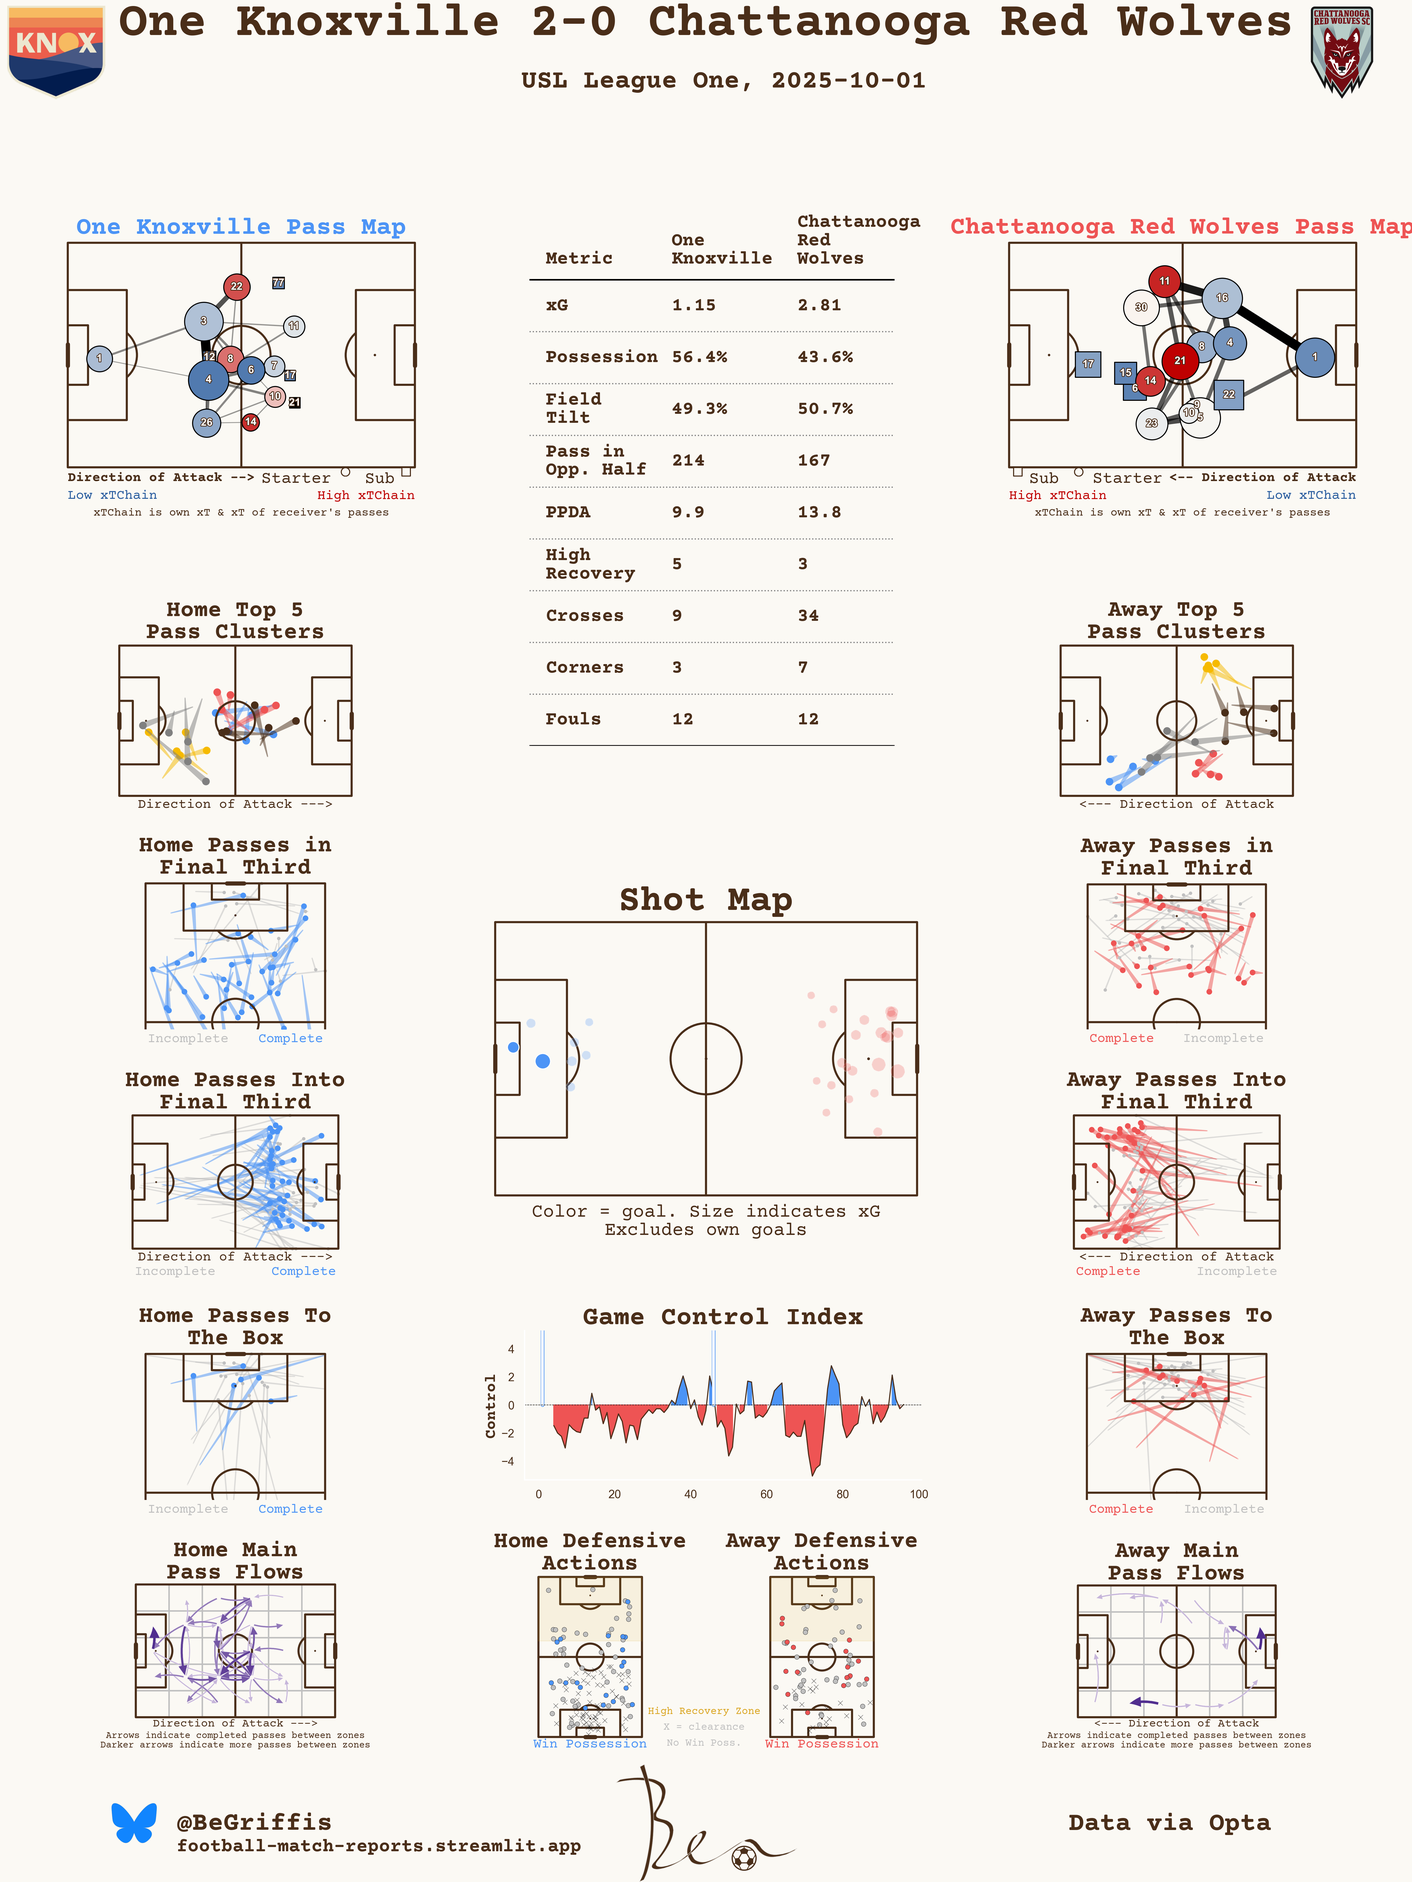 One Knoxville 2-0 Chattanooga Red Wolves
USL League One, 2025-10-01
KNOX
CHATTANOOGA
RED WOLVES SC
One Knoxville Pass Map
22
77
3
11
12
8
1
6
7
4
17
10
21
26
14
Direction of Attack --> Starter Sub
Low xTChain High xTChain
xTChain is own xT & xT of receiver's passes
Metric One Knoxville Chattanooga Red Wolves
xG 1.15 2.81
Possession 56.4% 43.6%
Field Tilt 49.3% 50.7%
Pass in Opp. Half 214 167
PPDA 9.9 13.8
High Recovery 5 3
Crosses 9 34
Corners 3 7
Fouls 12 12
Chattanooga Red Wolves Pass Map
11
16
30
4
8
1
21
17
15
14
6
22
9
10
5
23
Sub Starter <-- Direction of Attack
High xTChain Low xTChain
xTChain is own xT & xT of receiver's passes
Home Top 5
Pass Clusters
Direction of Attack --->
Away Top 5
Pass Clusters
<--- Direction of Attack
Home Passes in
Final Third
Incomplete Complete
Away Passes in
Final Third
Complete Incomplete
Shot Map
Color = goal. Size indicates xG
Excludes own goals
Home Passes Into
Final Third
Direction of Attack --->
Incomplete Complete
Away Passes Into
Final Third
<--- Direction of Attack
Complete Incomplete
Home Passes To
The Box
Incomplete Complete
Game Control Index
Control
4
2
0
−2
−4
0 20 40 60 80 100
Away Passes To
The Box
Complete Incomplete
Home Main
Pass Flows
Direction of Attack --->
Arrows indicate completed passes between zones
Darker arrows indicate more passes between zones
Home Defensive
Actions
Win Possession
High Recovery Zone
X = clearance
No Win Poss.
Away Defensive
Actions
Win Possession
Away Main
Pass Flows
<--- Direction of Attack
Arrows indicate completed passes between zones
Darker arrows indicate more passes between zones
@BeGriffis
football-match-reports.streamlit.app
Ben
Data via Opta